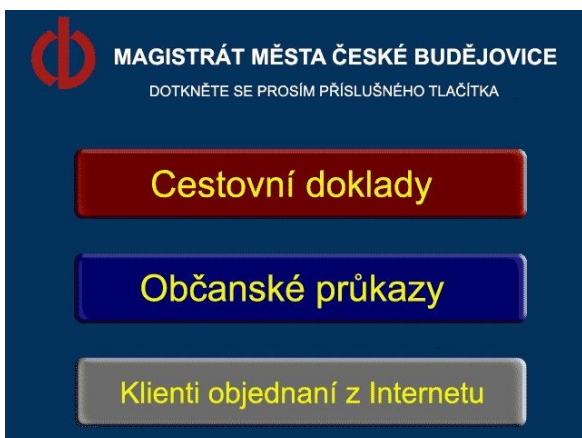 MAGISTRÁT MĚSTA ČESKÉ BUDĚJOVICE
DOTKNĚTE SE PROSÍM PŘÍSLUŠNÉHO TLAČÍTKA
Cestovní doklady
Občanské průkazy
Klienti objednaní z Internetu